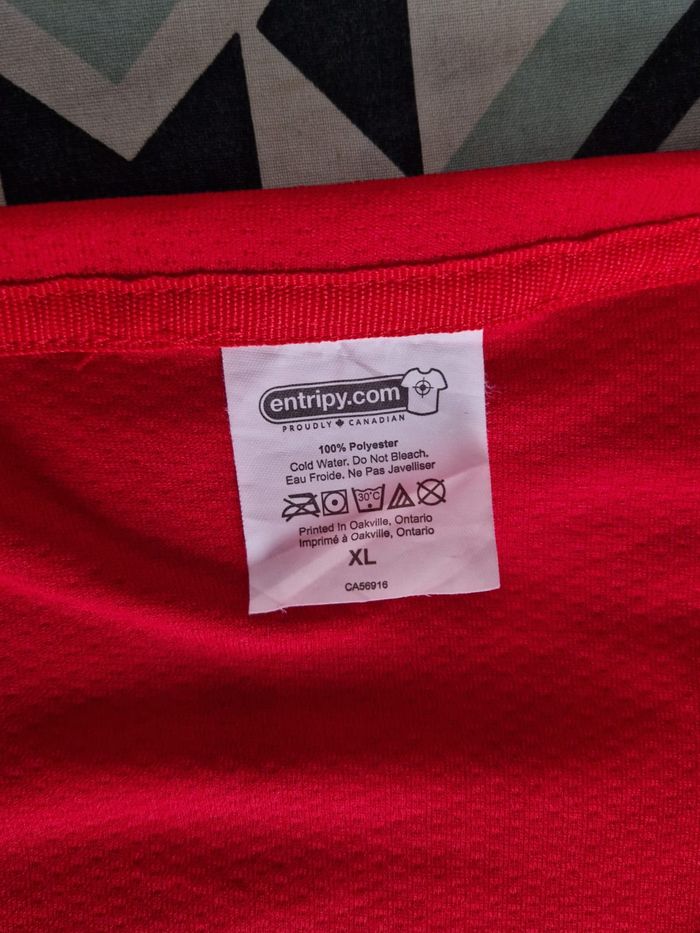 entripy.com
PROUDLY CANADIAN
100% Polyester
Cold Water. Do Not Bleach.
Eau Froide. Ne Pas Javelliser
30°C
Printed In Oakville, Ontario
Imprimé à Oakville, Ontario
XL
CA56916